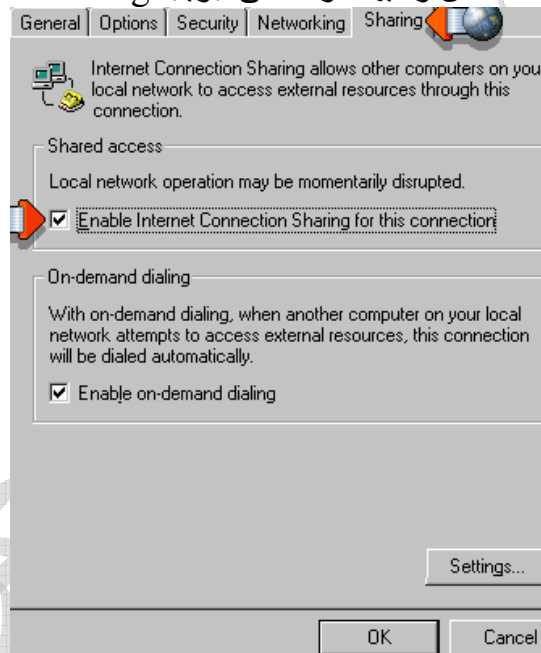 General Options Security Networking Sharing
Internet Connection Sharing allows other computers on you
local network to access external resources through this
connection.
Shared access
Local network operation may be momentarily disrupted.
Enable Internet Connection Sharing for this connection
On-demand dialing
With on-demand dialing, when another computer on your local
network attempts to access external resources, this connection
will be dialed automatically.
Enable on-demand dialing
Settings...
OK Cancel